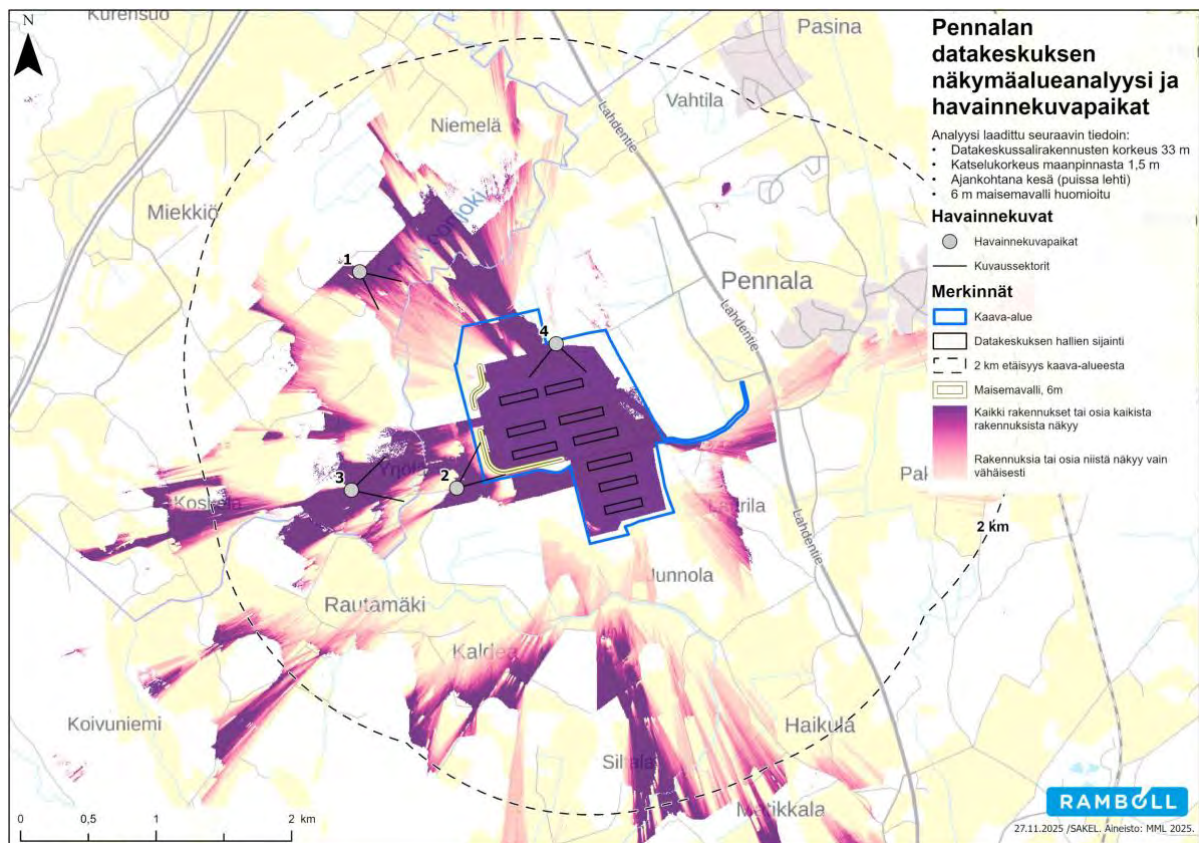 Pennalan
datakeskuksen
näkymäalueanalyysi ja
havainnekuvapaikat
Analyysi laadittu seuraavin tiedoin:
• Datakeskussalirakennusten korkeus 33 m
• Katselukorkeus maanpinnasta 1,5 m
• Ajankohtana kesä (puissa lehti)
• 6 m maisemavalli huomioitu
Havainnekuvat
Havainnekuvapaikat
Kuvaussektorit
Merkinnät
Kaava-alue
Datakeskuksen hallien sijainti
2 km etäisyys kaava-alueesta
Maisemavalli, 6m
Kaikki rakennukset tai osia kaikista
rakennuksista näkyy
Rakennuksia tai osia niistä näkyy vain
vähäisesti
N
Kurensuo
Pasina
Vahtila
Niemelä
Lahdentie
Miekkiö
1
Pennala
4
Lahdentie
3
2
Koskela
2 km
Lahdentie
Junnola
Rautamäki
Kaldea
Koivuniemi
Haikula
Siltala
Matikkala
RAMBOLL
0 0,5 1 2 km
27.11.2025 /SAKEL. Aineisto: MML 2025.